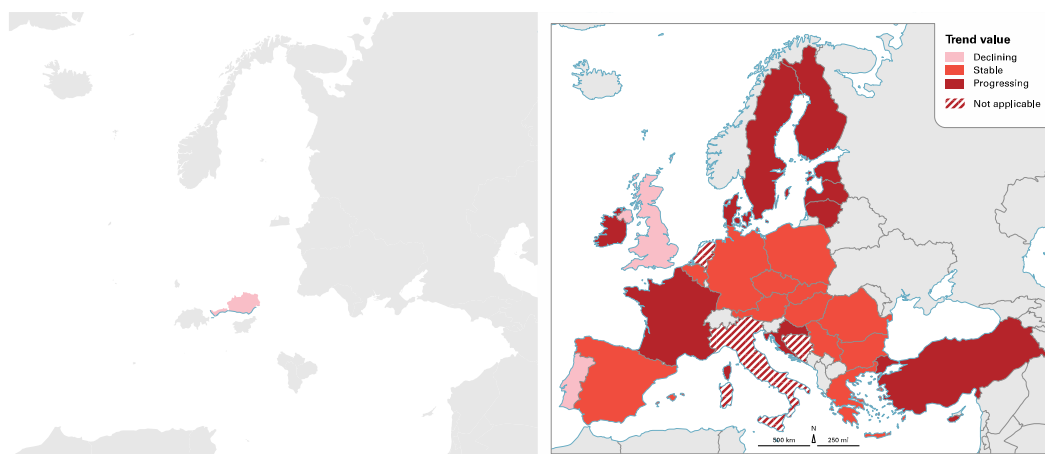 Trend value
Declining
Stable
Progressing
Not applicable
N
500 km
250 mi